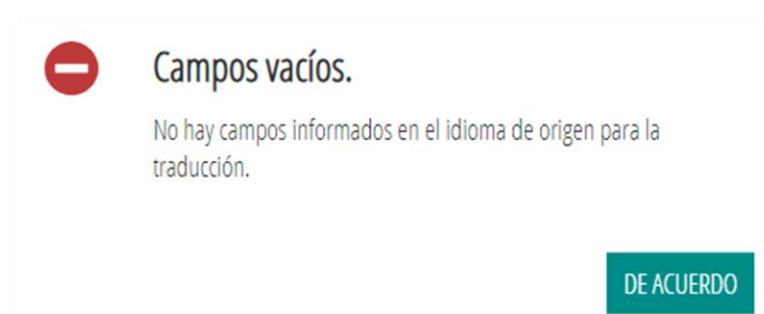 Campos vacíos.
No hay campos informados en el idioma de origen para la
traducción.
DE ACUERDO